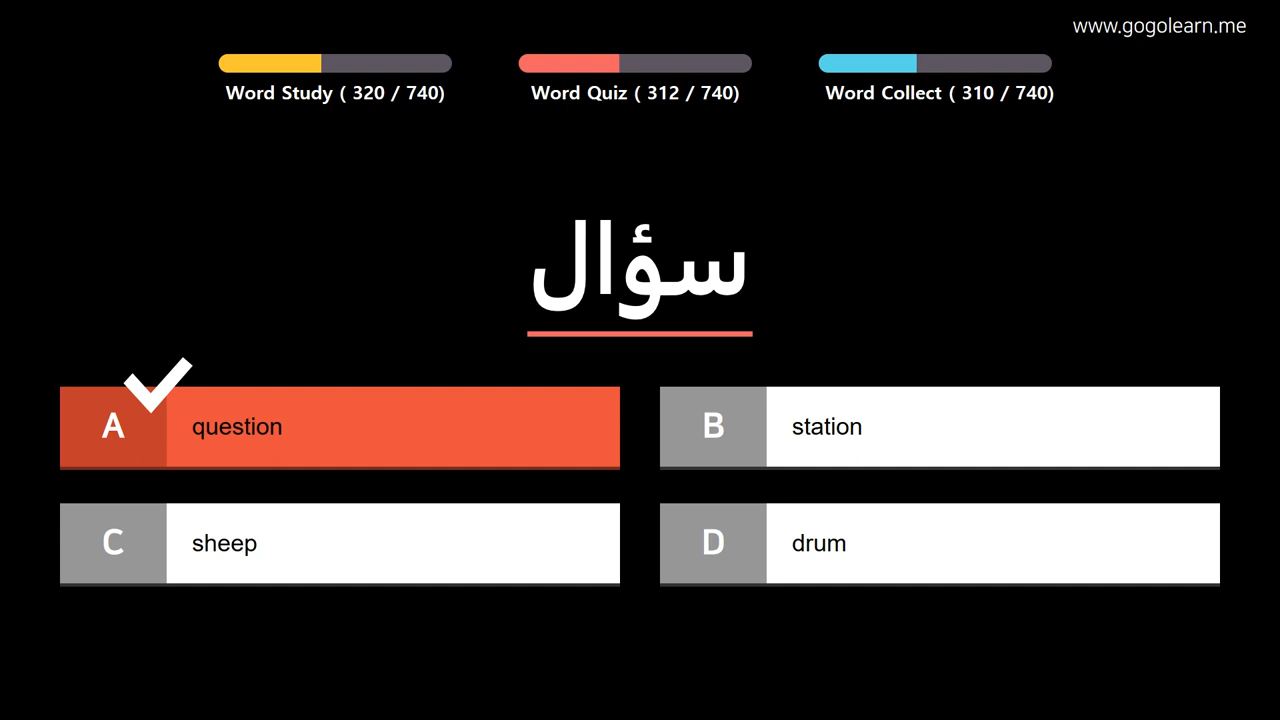 www.gogolearn.me
Word Study ( 320 / 740)
Word Quiz ( 312 / 740)
Word Collect ( 310 / 740)
سؤال
A question
B station
C sheep
D drum